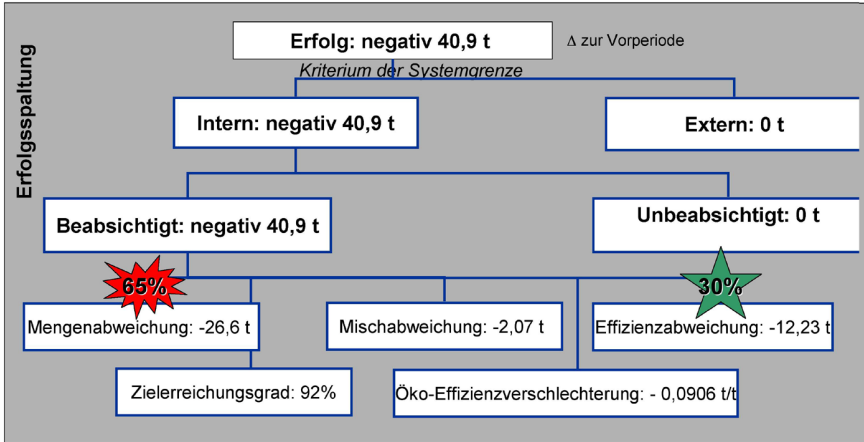 Erfolgsspaltung
Erfolg: negativ 40,9 t
Δ zur Vorperiode
Kriterium der Systemgrenze
Intern: negativ 40,9 t
Extern: 0 t
Beabsichtigt: negativ 40,9 t
Unbeabsichtigt: 0 t
65%
30%
Mengenabweichung: -26,6 t
Mischabweichung: -2,07 t
Effizienzabweichung: -12,23 t
Zielerreichungsgrad: 92%
Öko-Effizienzverschlechterung: - 0,0906 t/t